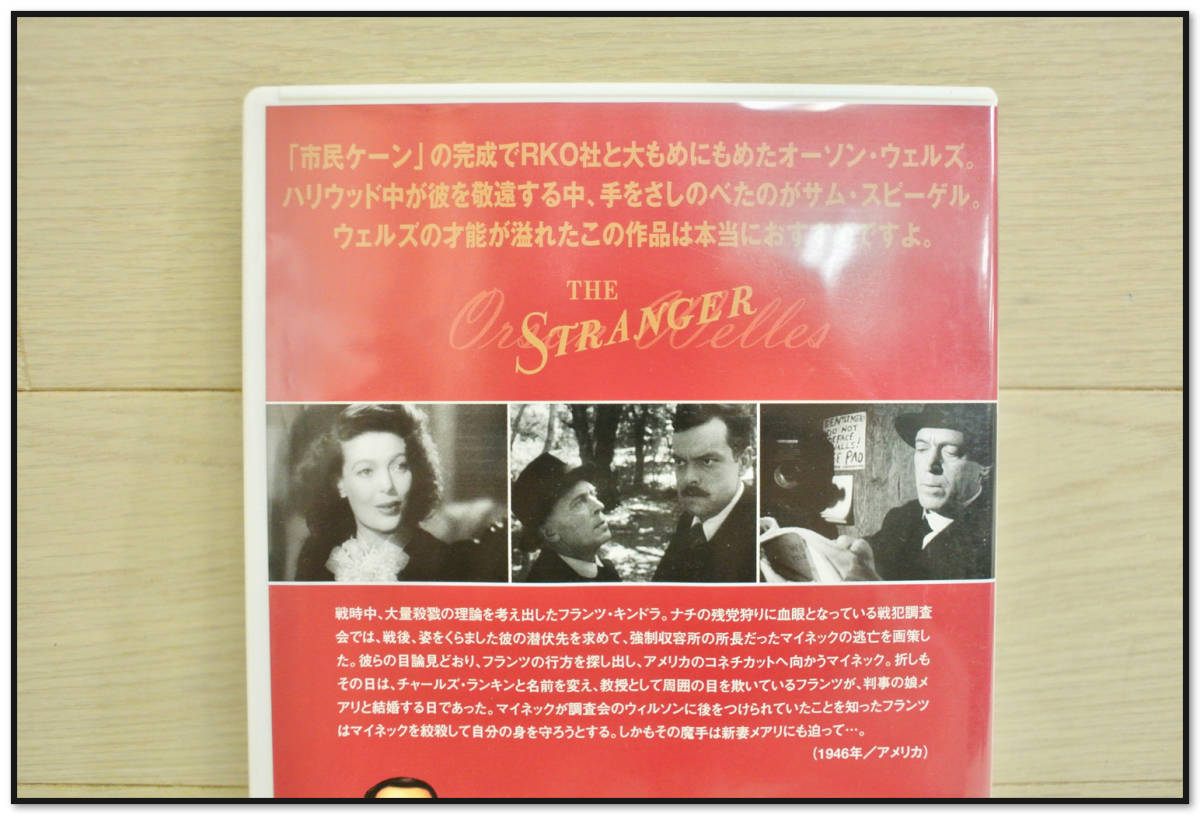 「市民ケーン」の完成でRKO社と大もめにもめたオーソン・ウェルズ。
ハリウッド中が彼を敬遠する中、手をさしのべたのがサム・スピーゲル。
ウェルズの才能が溢れたこの作品は本当におすすめですよ。
THE
STRANGER
Orson Welles
GENTLEMEN
DO NOT
DEFACE
WALLS!
USE PAD
戦時中、大量殺戮の理論を考え出したフランツ・キンドラ。ナチの残党狩りに血眼となっている戦犯調査
会では、戦後、姿をくらました彼の潜伏先を求めて、強制収容所の所長だったマイネックの逃亡を画策し
た。彼らの目論見どおり、フランツの行方を探し出し、アメリカのコネチカットへ向かうマイネック。折しも
その日は、チャールズ・ランキンと名前を変え、教授として周囲の目を欺いているフランツが、判事の娘メ
アリと結婚する日であった。マイネックが調査会のウィルソンに後をつけられていたことを知ったフランツ
はマイネックを絞殺して自分の身を守ろうとする。しかもその魔手は新妻メアリにも迫って…。
(1946年／アメリカ)